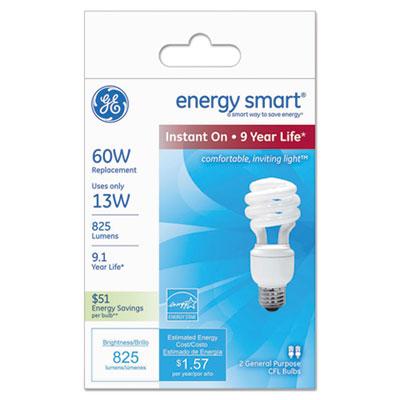 GE
energy smart®
a smart way to save energy®
Instant On • 9 Year Life*
comfortable, inviting light™
60W
Replacement
Uses only
13W
825
Lumens
9.1
Year Life*
$51
Energy Savings
per bulb**
ENERGY STAR
Brightness/Brillo
825
lumens/lúmenes
Estimated Energy
Cost/Costo
Estimado de Energía
$1.57
per year/por año
2 General Purpose
CFL Bulbs